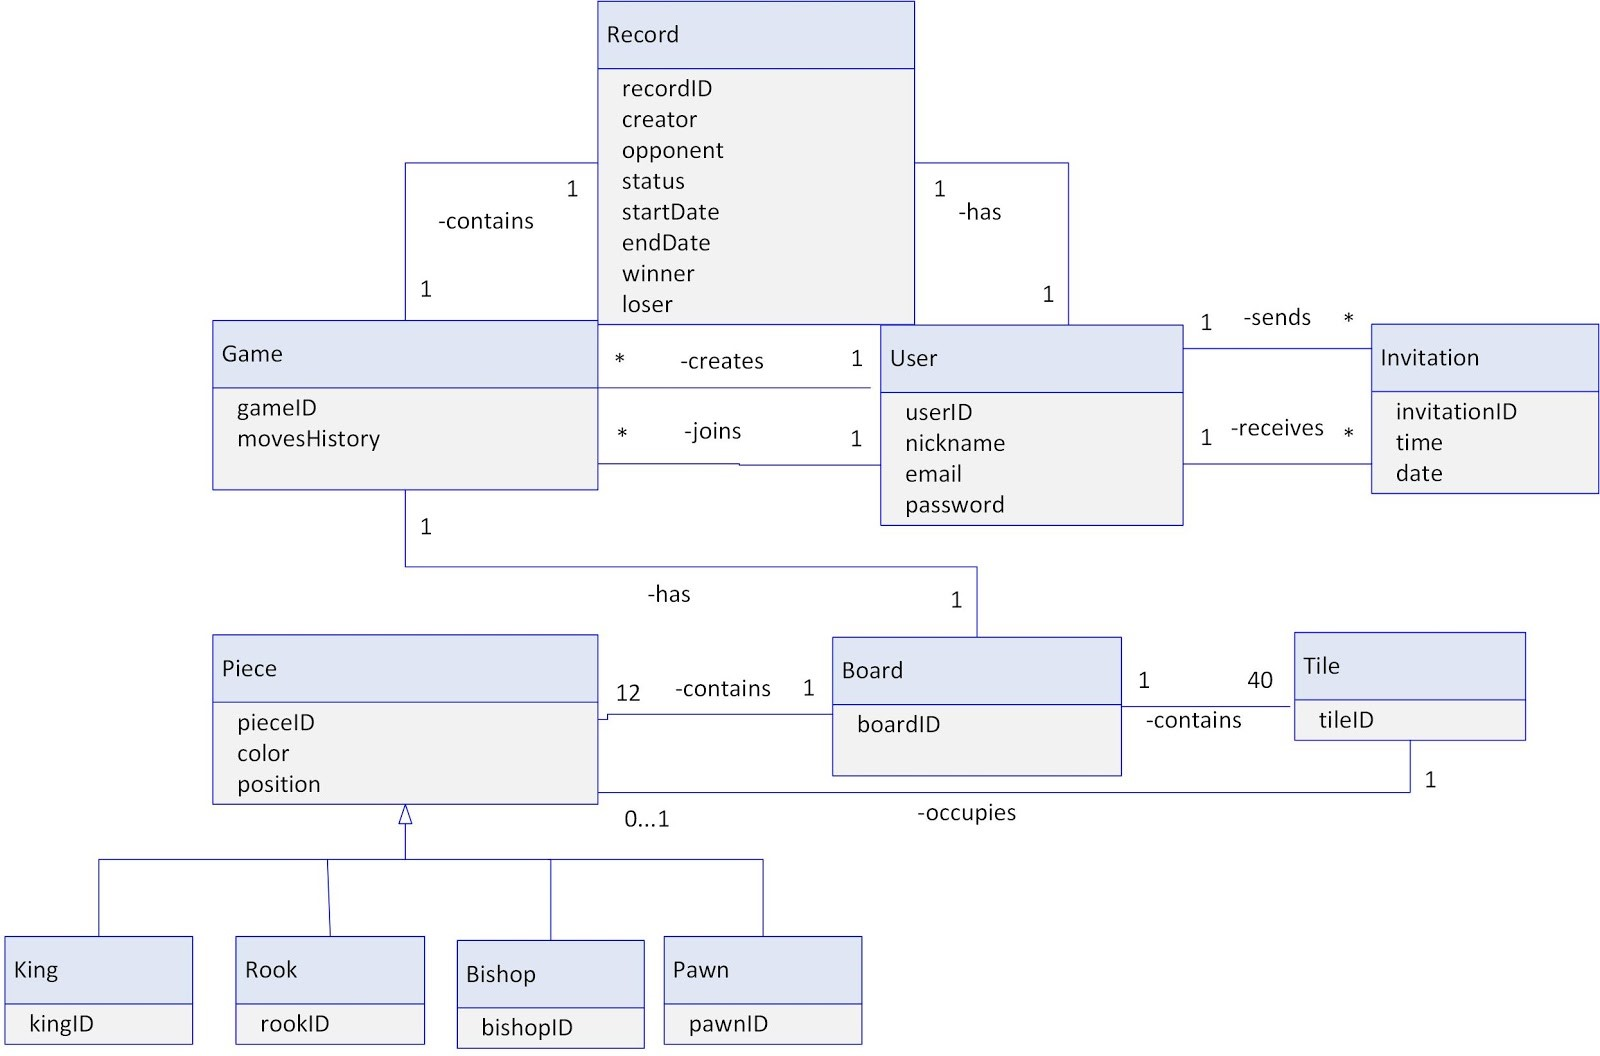 Record
recordID
creator
opponent
status
startDate
endDate
winner
loser
1
-contains
1
1
-has
1
Game
gameID
movesHistory
* -creates 1
* -joins 1
User
userID
nickname
email
password
1 -sends *
1 -receives *
Invitation
invitationID
time
date
1
-has
1
Piece
pieceID
color
position
12 -contains 1
Board
boardID
1 40
-contains
Tile
tileID
1
0...1
-occupies
King
kingID
Rook
rookID
Bishop
bishopID
Pawn
pawnID